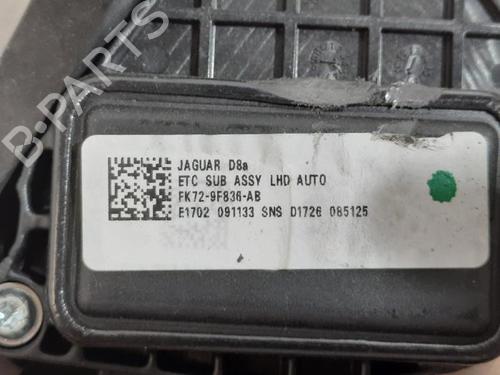 B-PARTS
JAGUAR D8a
ETC SUB ASSY LHD AUTO
FK72-9F836-AB
E1702 091133 SNS D1726 085125